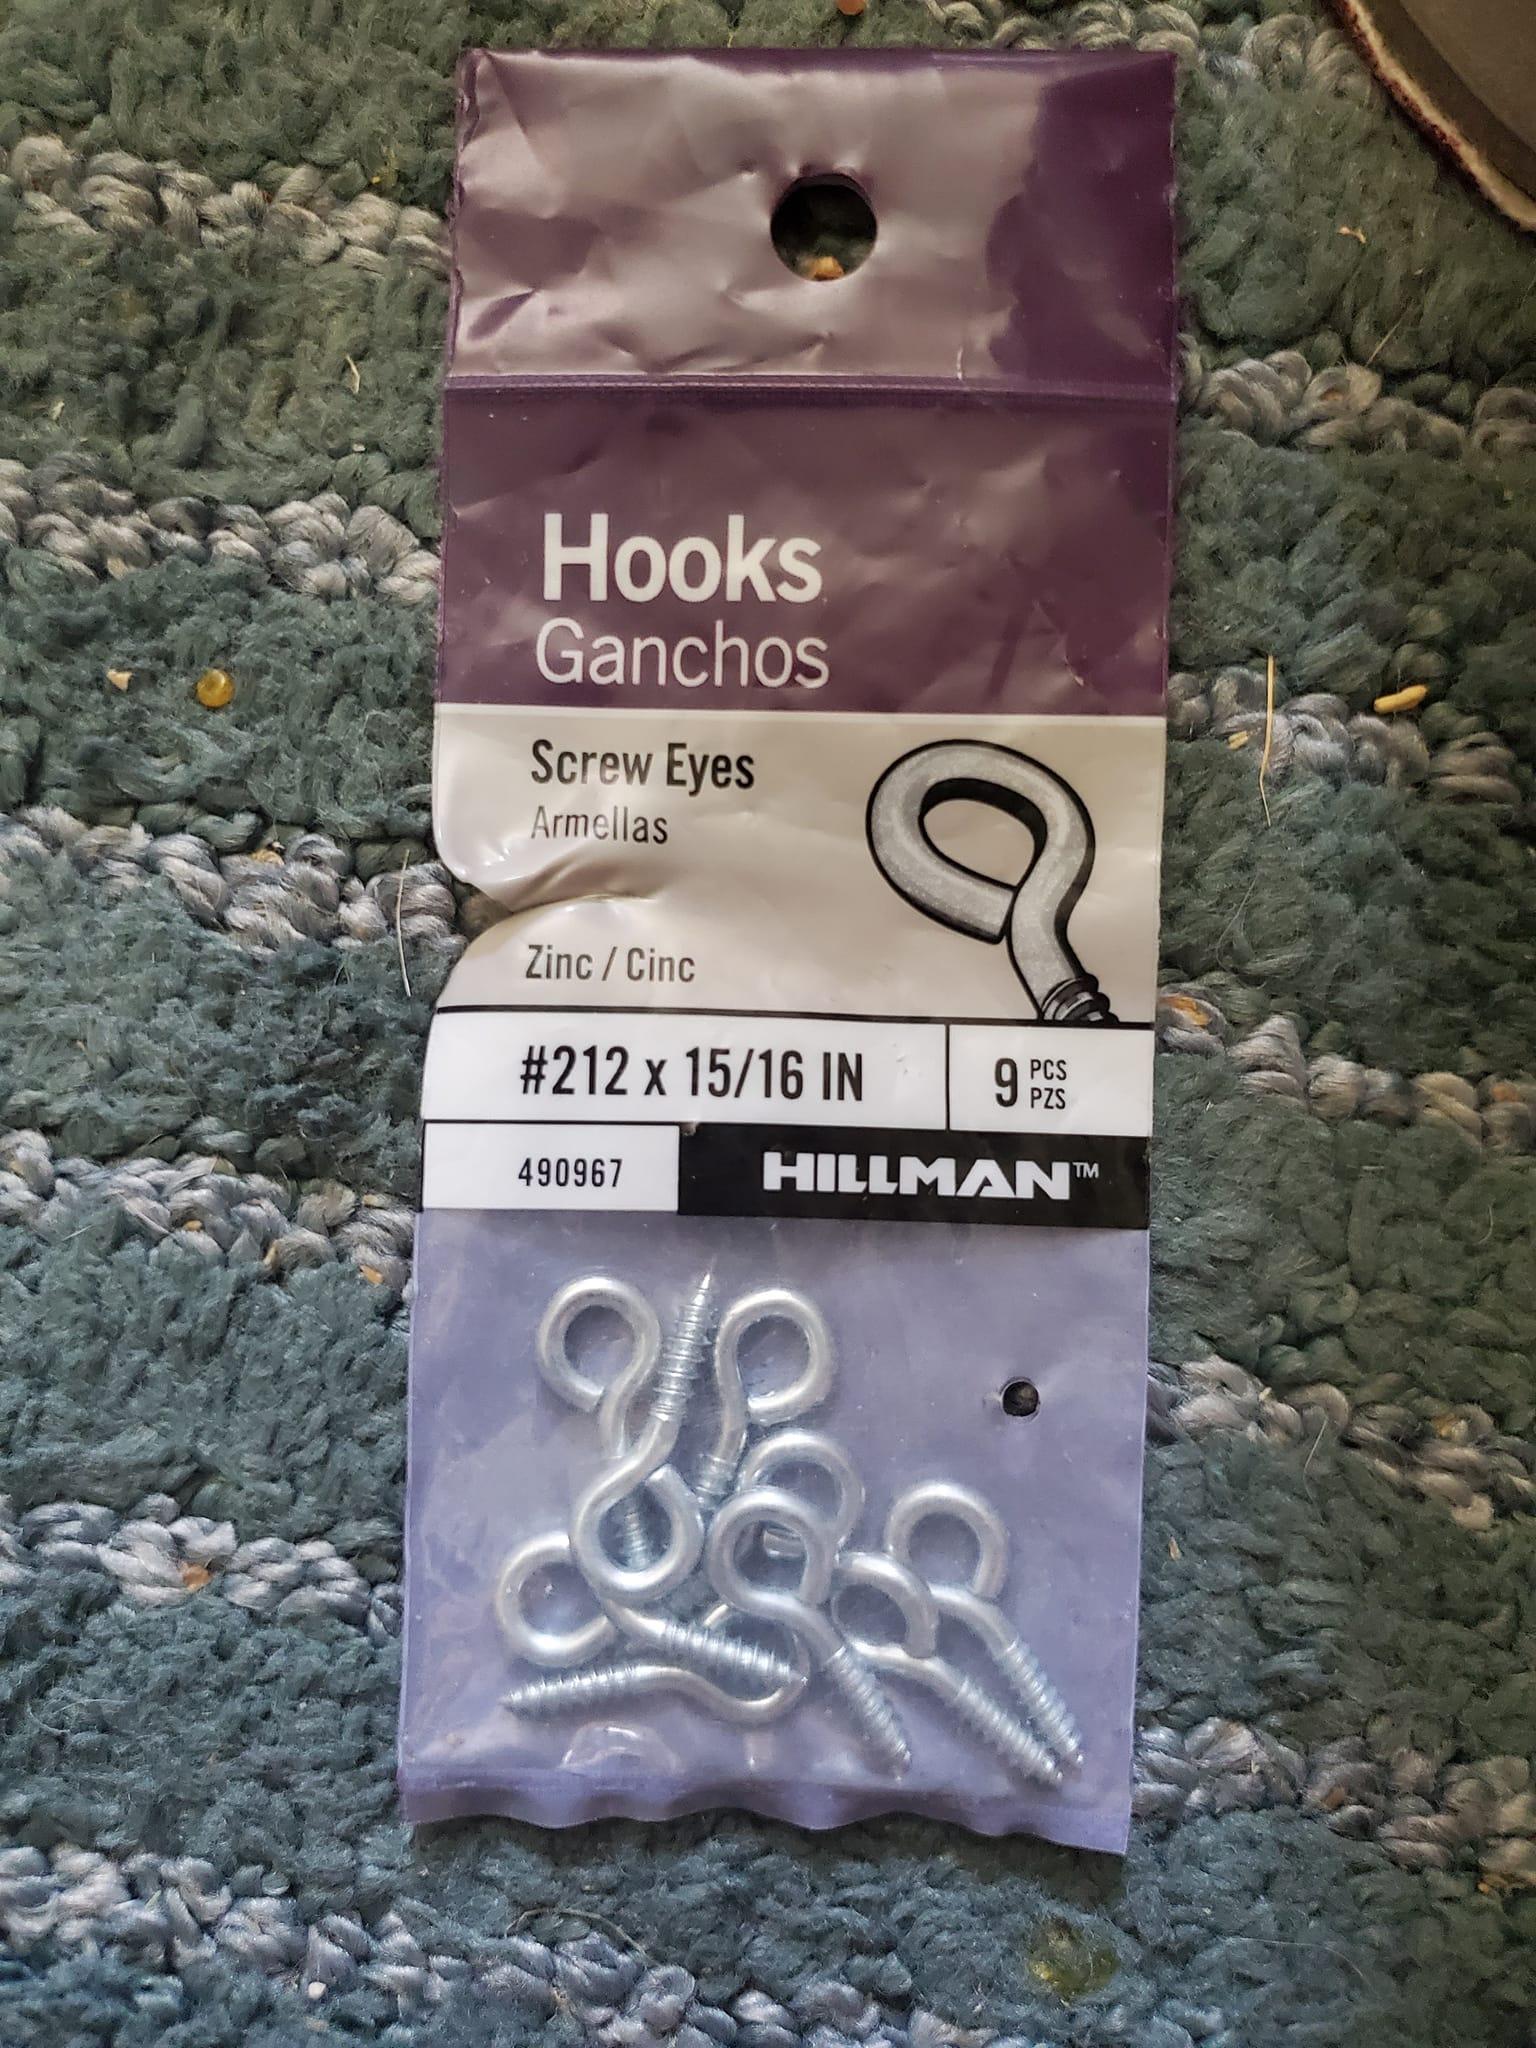 Hooks
Ganchos
Screw Eyes
Armellas
Zinc / Cinc
#212 x 15/16 IN
9 PCS
PZS
490967
HILLMAN™